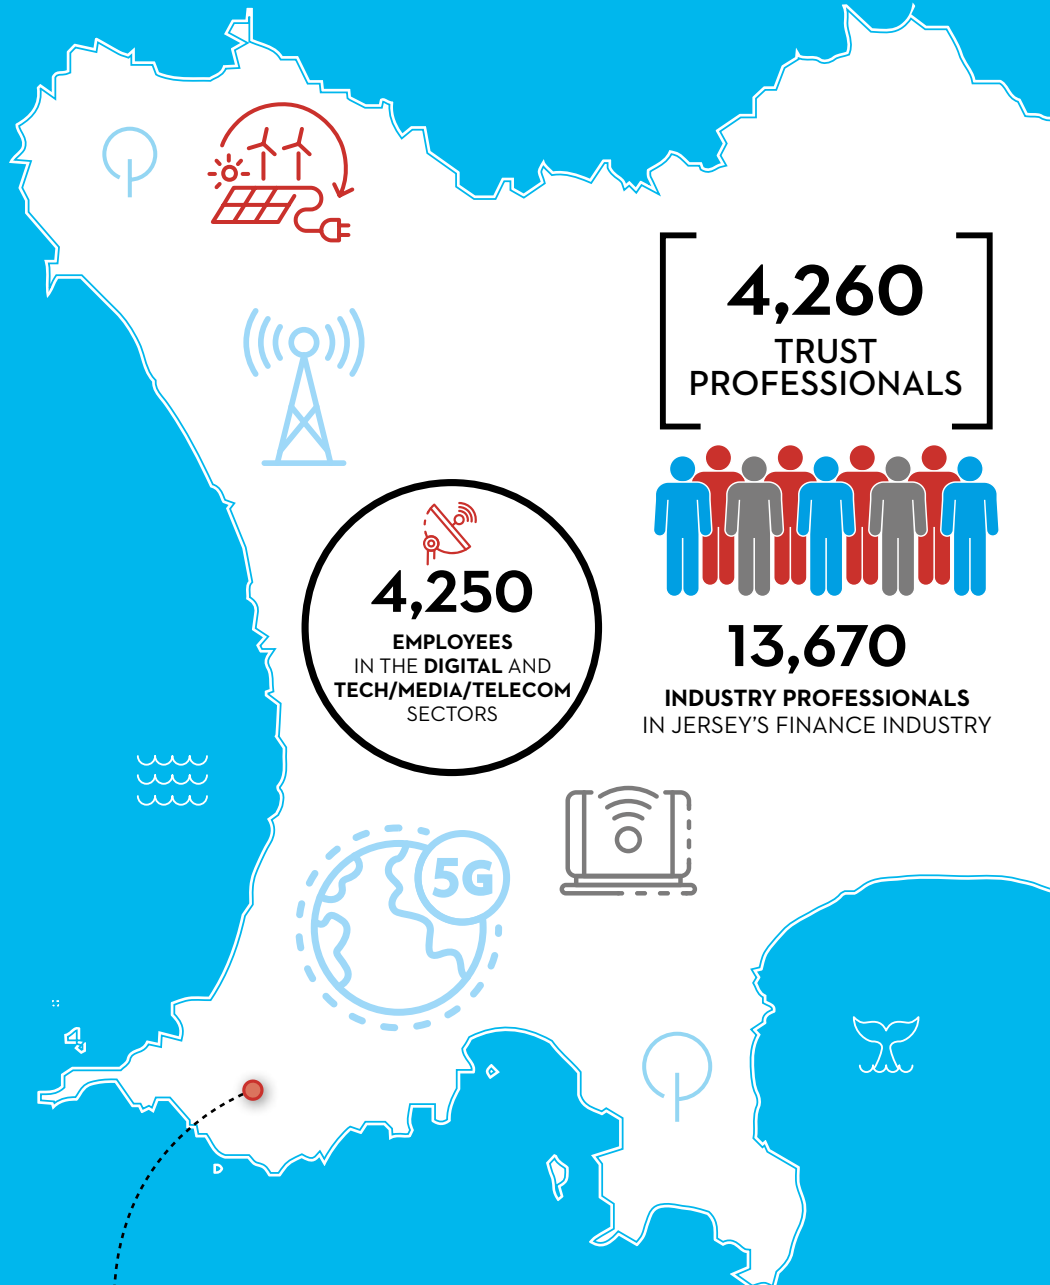 4,260
TRUST
PROFESSIONALS
4,250
EMPLOYEES
IN THE DIGITAL AND
TECH/MEDIA/TELECOM
SECTORS
13,670
INDUSTRY PROFESSIONALS
IN JERSEY'S FINANCE INDUSTRY
5G